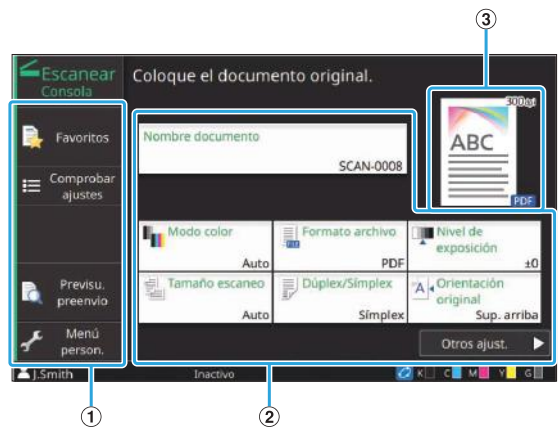 ③
Escanear
Consola
Coloque el documento original.
300dpi
Favoritos
Nombre documento
SCAN-0008
ABC
PDF
Comprobar
ajustes
Modo color
Auto
Formato archivo
PDF
Nivel de
exposición
±0
Previsu.
preenvio
Tamaño escaneo
Auto
Dúplex/Símplex
Símplex
Orientación
original
Sup. arriba
Menú
person.
Otros ajust.
J.Smith
Inactivo
K
C
M
Y
G
①
②